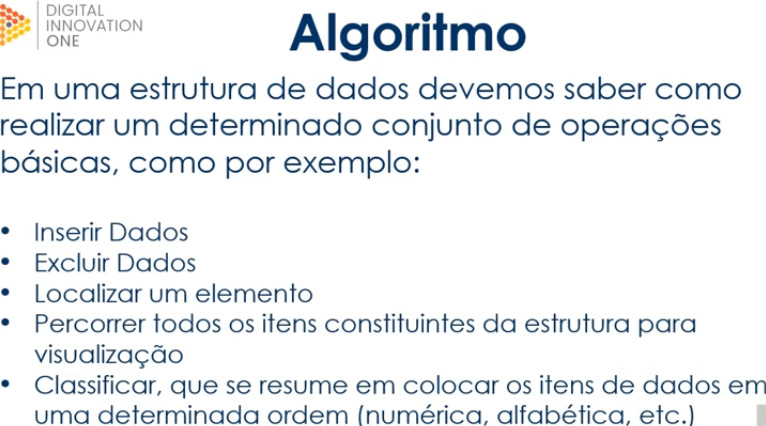 DIGITAL
INNOVATION
ONE
Algoritmo
Em uma estrutura de dados devemos saber como
realizar um determinado conjunto de operações
básicas, como por exemplo:
• Inserir Dados
• Excluir Dados
• Localizar um elemento
• Percorrer todos os itens constituintes da estrutura para
visualização
• Classificar, que se resume em colocar os itens de dados em
uma determinada ordem (numérica, alfabética, etc.)